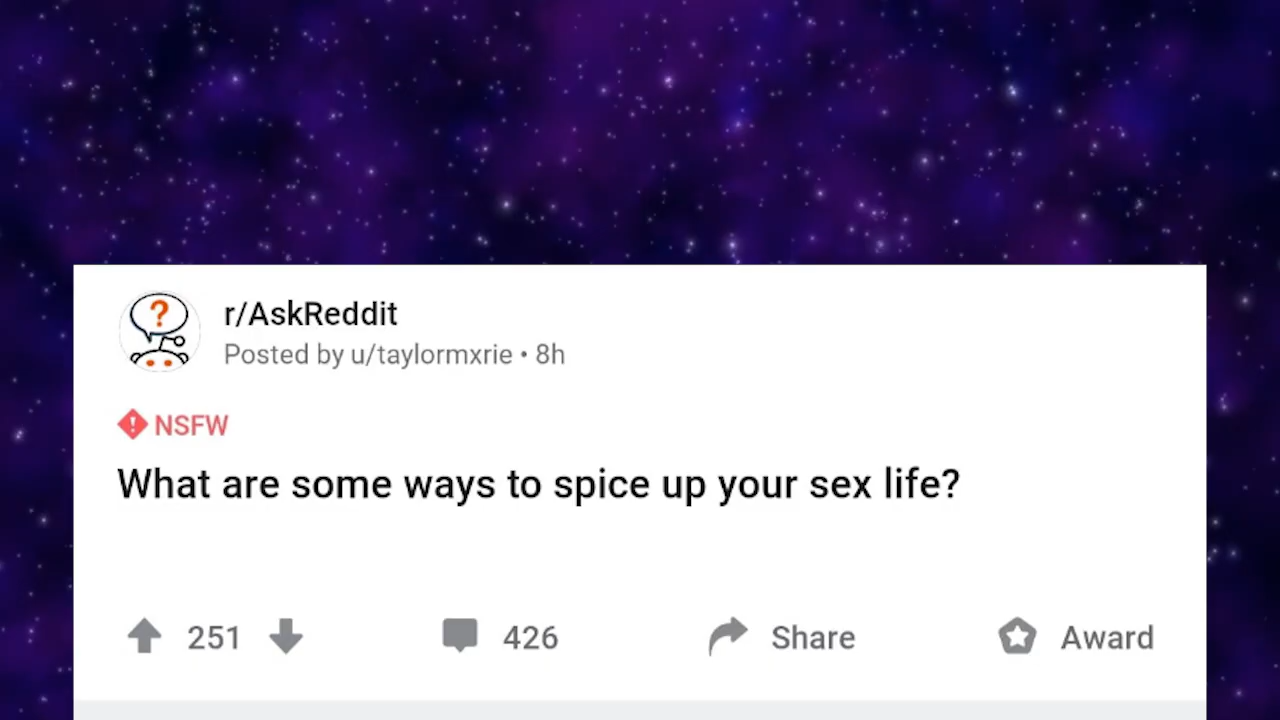 r/AskReddit
Posted by u/taylormxrie • 8h
NSFW
What are some ways to spice up your sex life?
251 426 Share Award